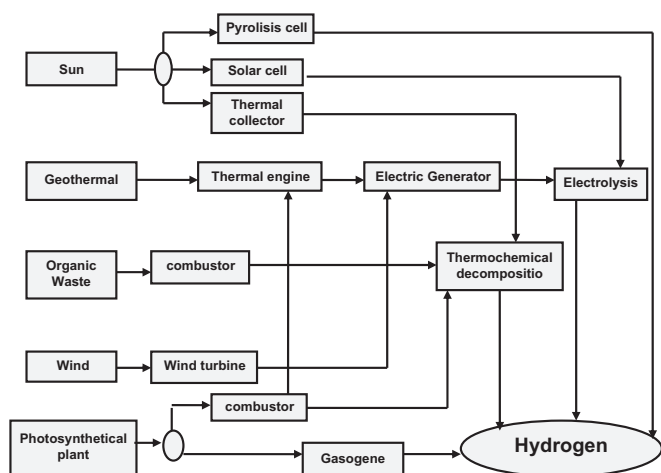 Pyrolisis cell
Sun
Solar cell
Thermal
collector
Geothermal
Thermal engine
Electric Generator
Electrolysis
Organic
Waste
combustor
Thermochemical
decompositio
Wind
Wind turbine
combustor
Photosynthetical
plant
Gasogene
Hydrogen